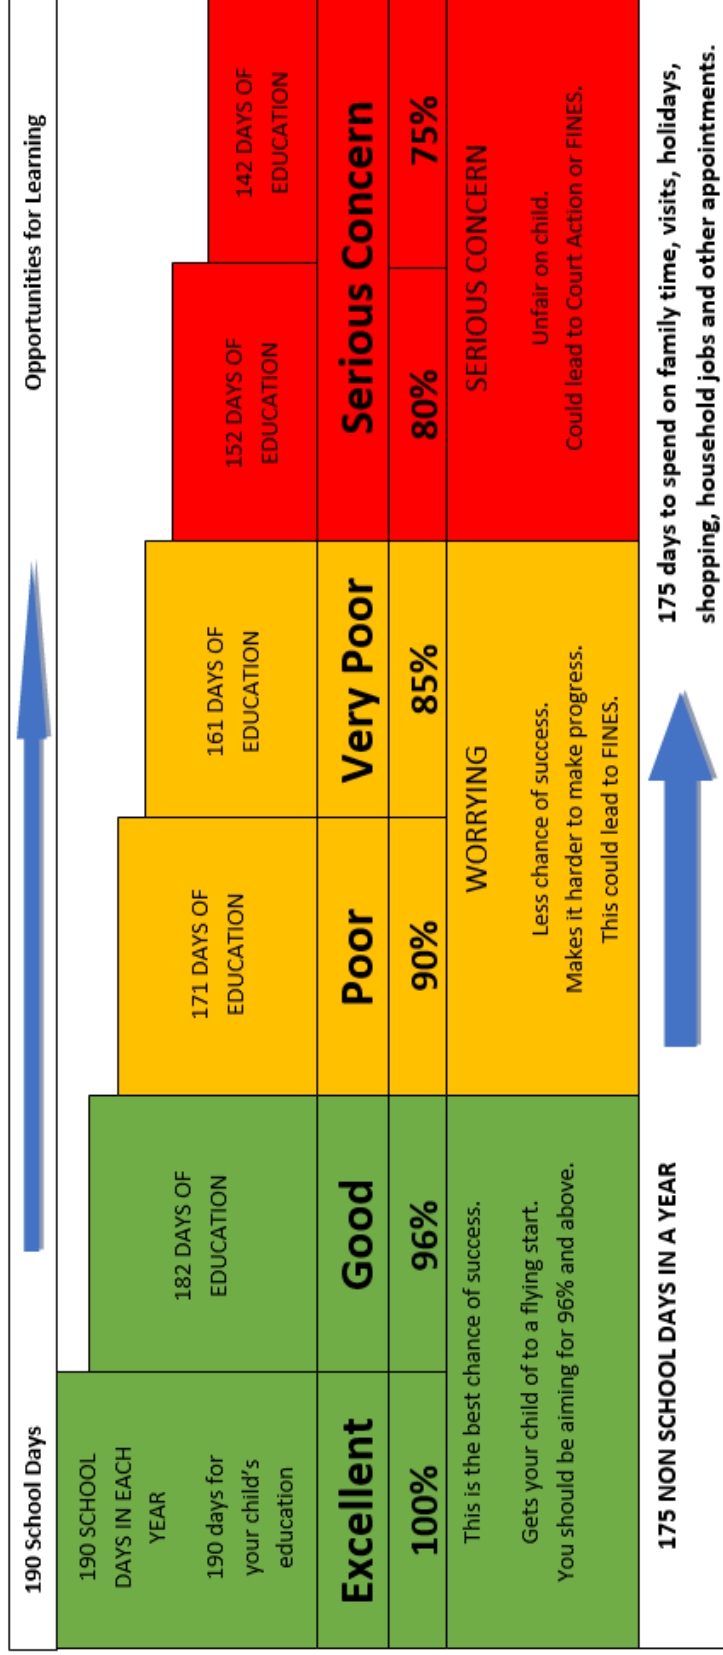 190 School Days
Opportunities for Learning
190 SCHOOL
DAYS IN EACH
YEAR
190 days for
your child's
education
182 DAYS OF
EDUCATION
171 DAYS OF
EDUCATION
161 DAYS OF
EDUCATION
152 DAYS OF
EDUCATION
142 DAYS OF
EDUCATION
Excellent
Good
Poor
Very Poor
Serious Concern
100%
96%
90%
85%
80%
75%
This is the best chance of success.
Gets your child of to a flying start.
You should be aiming for 96% and above.
WORRYING
Less chance of success.
Makes it harder to make progress.
This could lead to FINES.
SERIOUS CONCERN
Unfair on child.
Could lead to Court Action or FINES.
175 NON SCHOOL DAYS IN A YEAR
175 days to spend on family time, visits, holidays,
shopping, household jobs and other appointments.